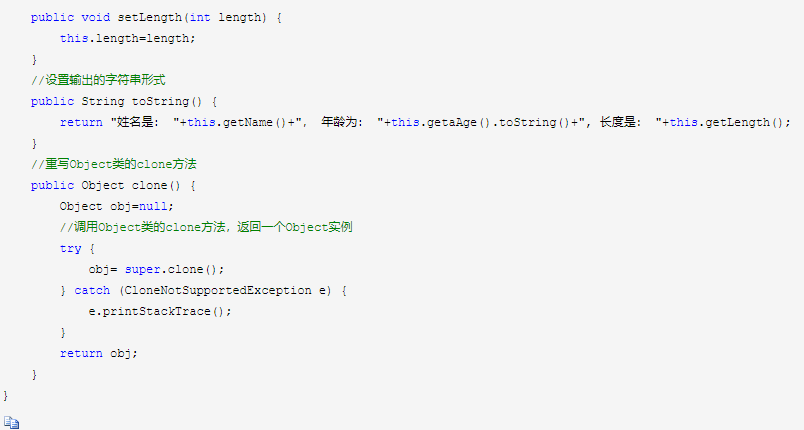 public void setLength(int length) {
this.length=length;
}
//设置输出的字符串形式
public String toString() {
return "姓名是： "+this.getName()+"， 年龄为： "+this.getaAge().toString()+", 长度是： "+this.getLength();
}
//重写Object类的clone方法
public Object clone() {
Object obj=null;
//调用Object类的clone方法，返回一个Object实例
try {
obj= super.clone();
} catch (CloneNotSupportedException e) {
e.printStackTrace();
}
return obj;
}
}